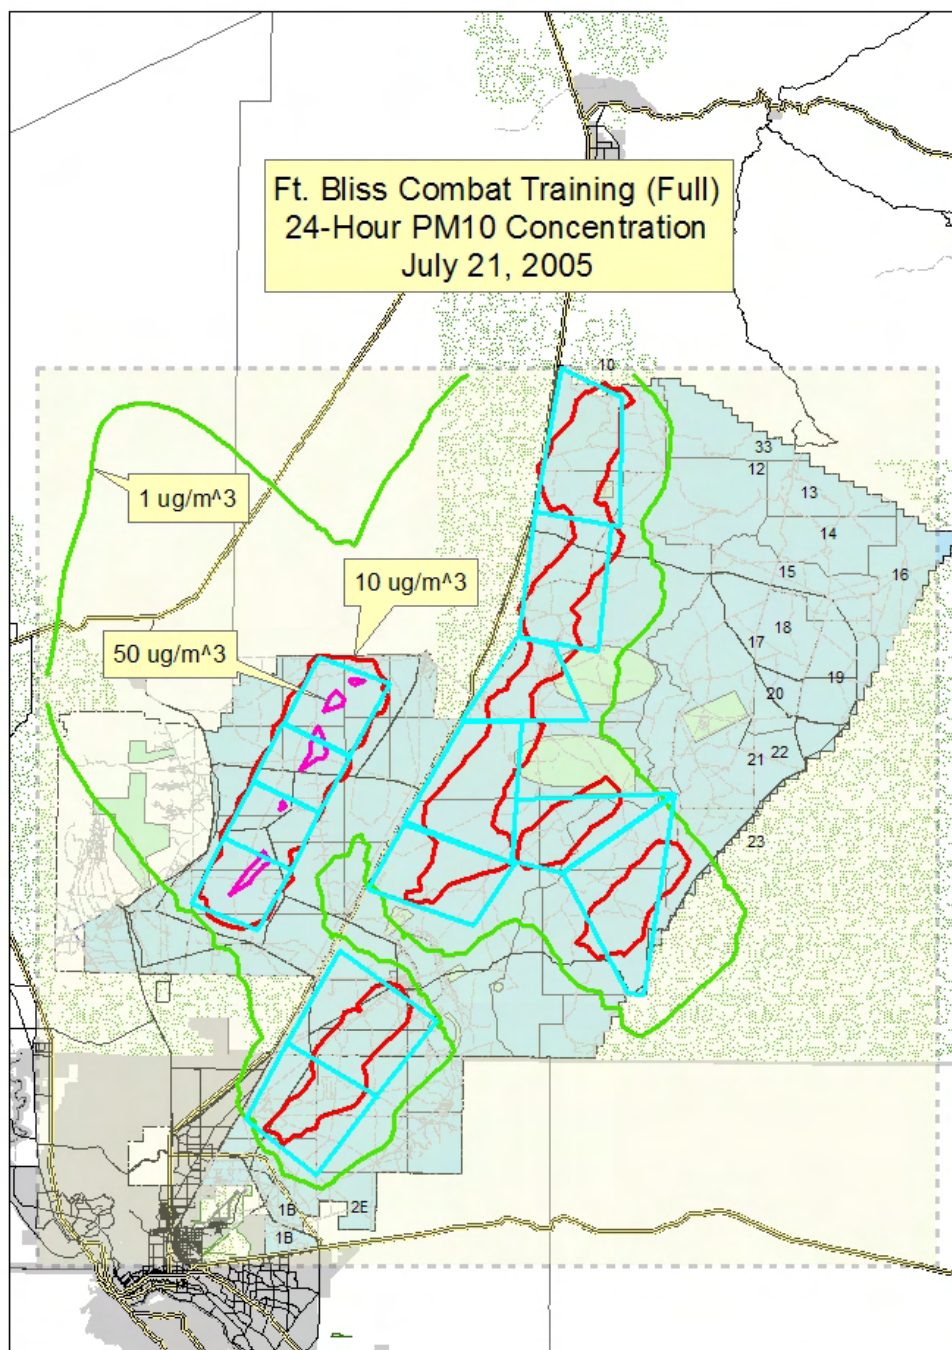 Ft. Bliss Combat Training (Full)
24-Hour PM10 Concentration
July 21, 2005
10
33
12
13
1 ug/m^3
14
15
16
10 ug/m^3
18
17
50 ug/m^3
19
20
22
21
23
1B
2E
1B